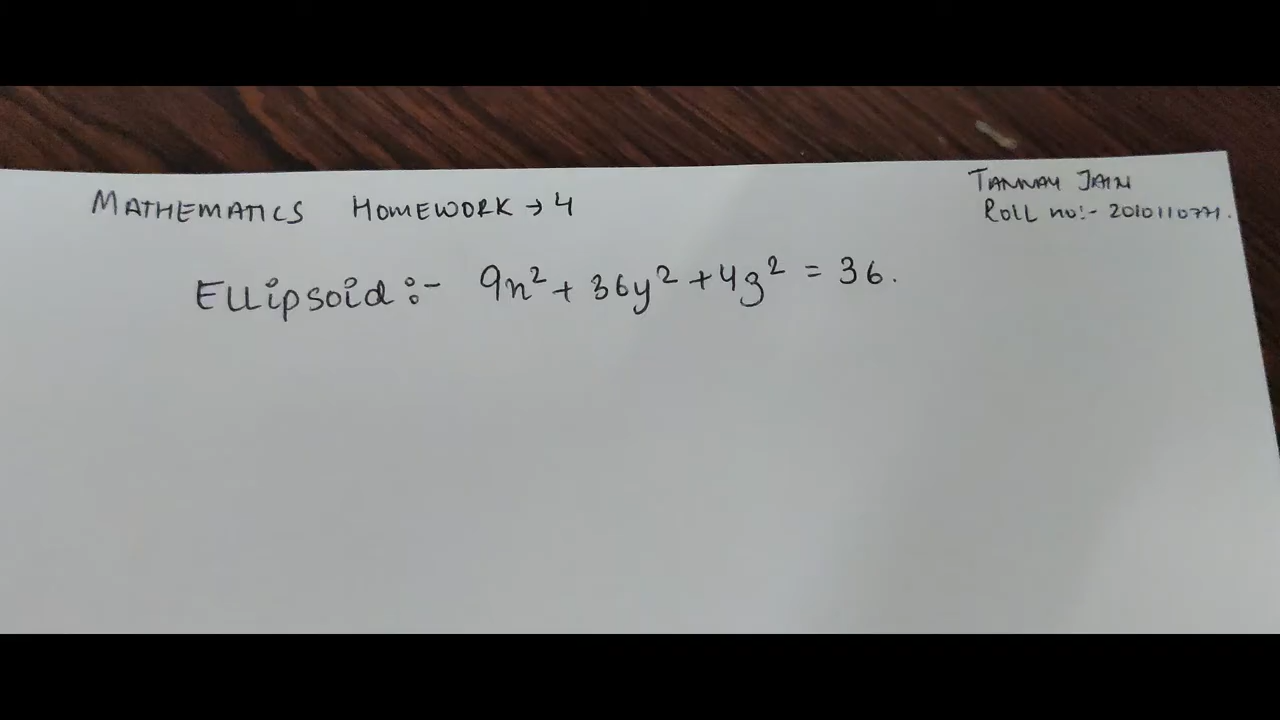 MATHEMATICS HOMEWORK → 4
TANMAY JAIN
ROLL no:- 2010110771.
Ellipsoid :- 9x² + 36y² + 4z² = 36.